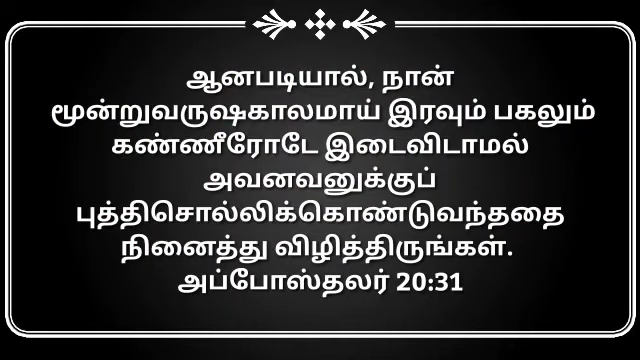 ஆனபடியால், நான்
மூன்றுவருஷகாலமாய் இரவும் பகலும்
கண்ணீரோடே இடைவிடாமல்
அவனவனுக்குப்
புத்திசொல்லிக்கொண்டுவந்ததை
நினைத்து விழித்திருங்கள்.
அப்போஸ்தலர் 20:31